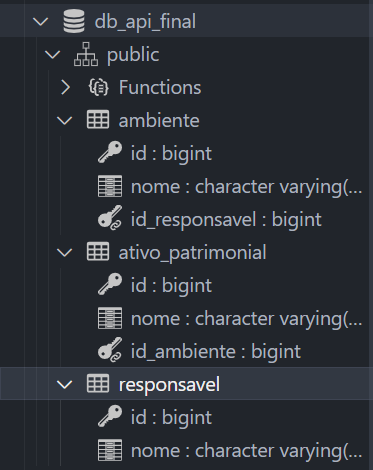 db_api_final
public
Functions
ambiente
id : bigint
nome : character varying(...
id_responsavel : bigint
ativo_patrimonial
id : bigint
nome : character varying(...
id_ambiente : bigint
responsavel
id : bigint
nome : character varying(...